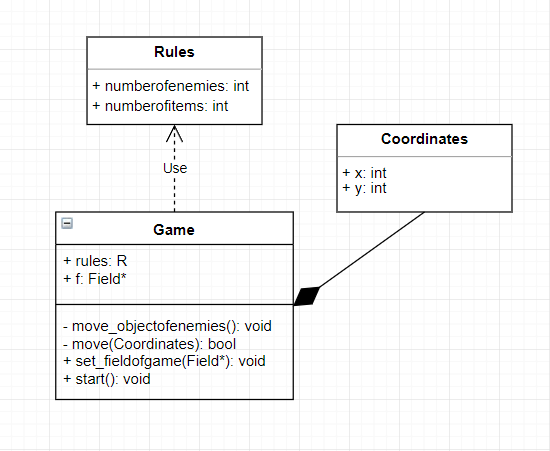 Rules
+ numberofenemies: int
+ numberofitems: int
Use
Coordinates
+ x: int
+ y: int
Game
+ rules: R
+ f: Field*
- move_objectofenemies(): void
- move(Coordinates): bool
+ set_fieldofgame(Field*): void
+ start(): void